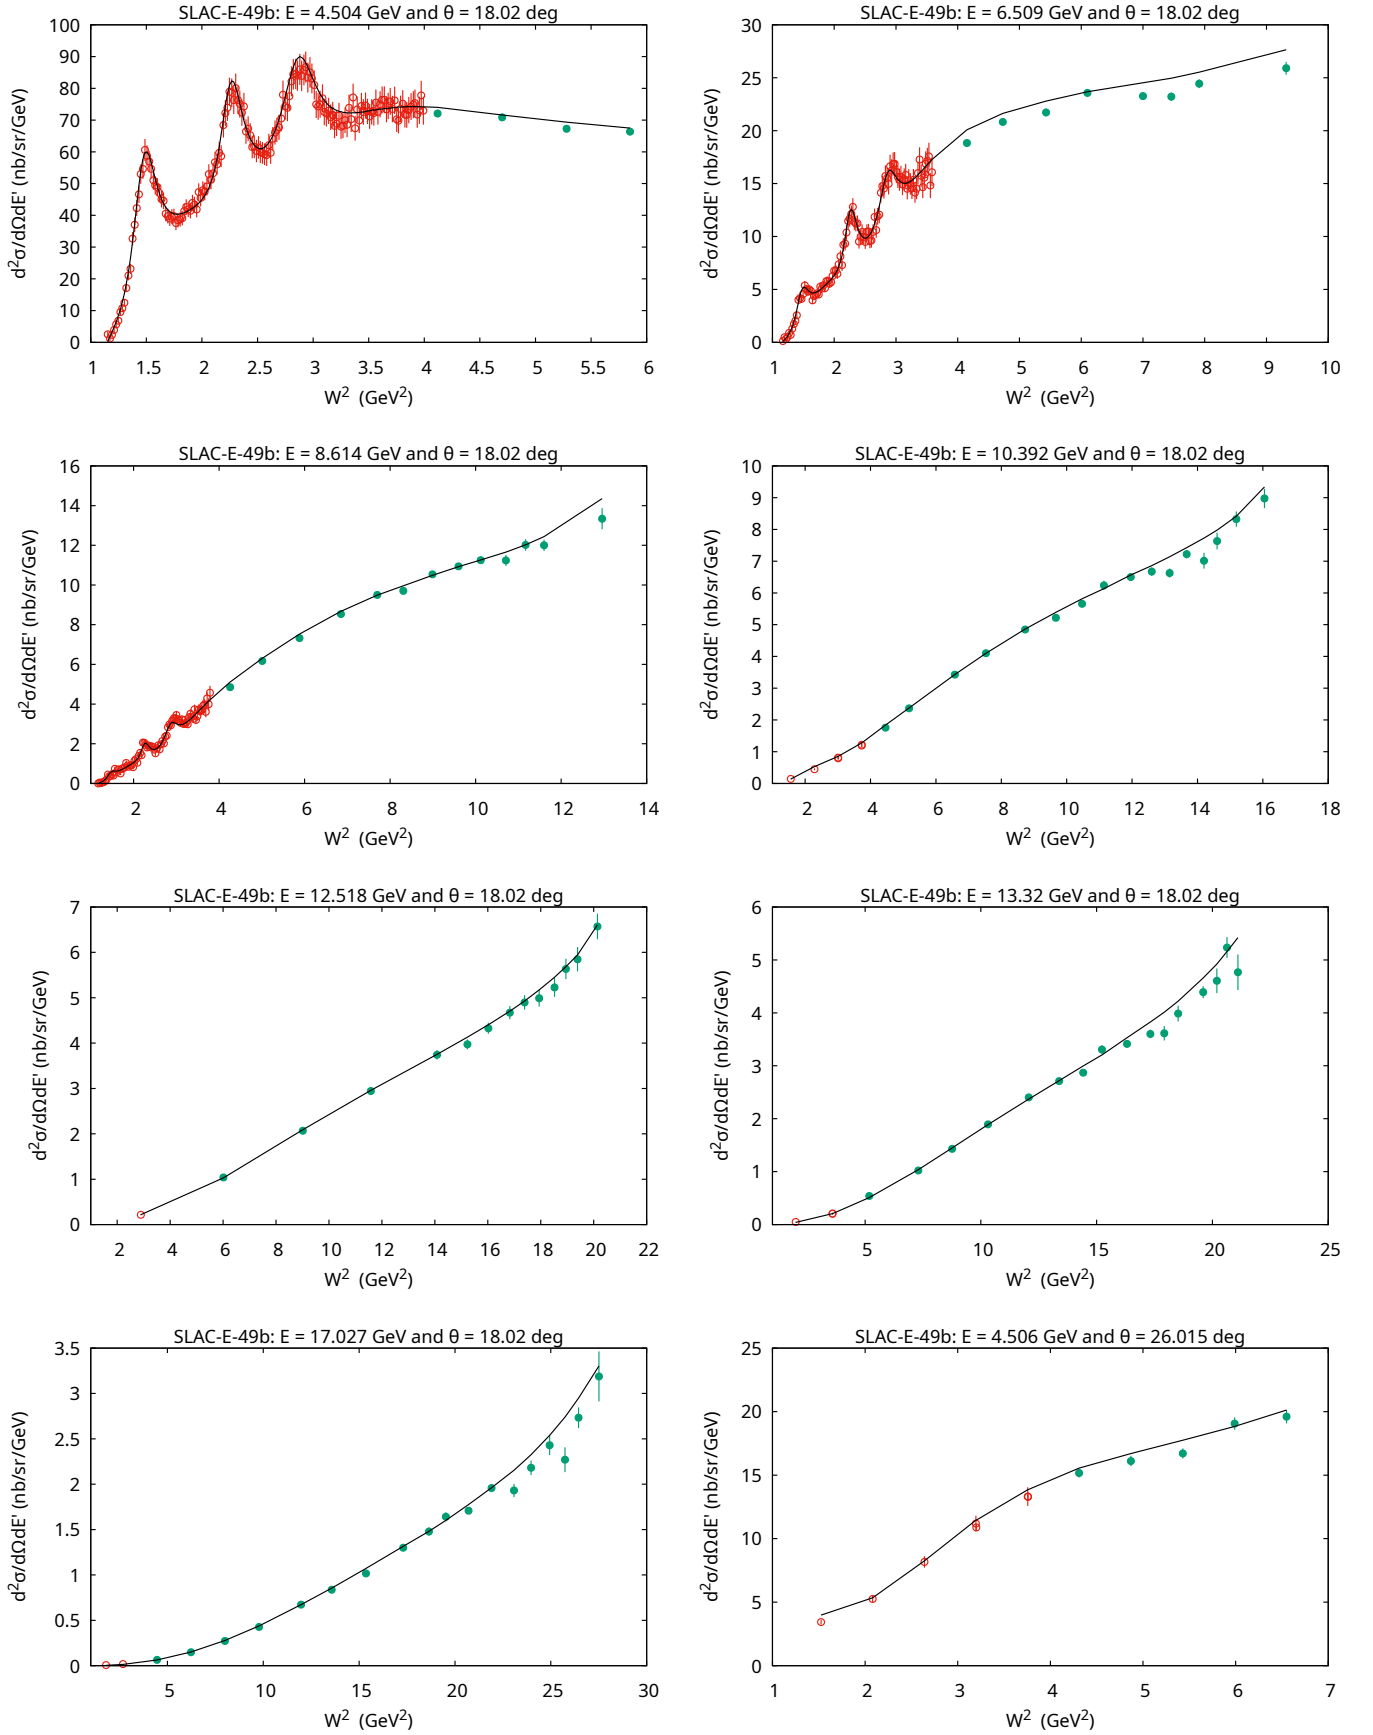 SLAC-E-49b: E = 4.504 GeV and θ = 18.02 deg
d²σ/dΩdE' (nb/sr/GeV)
100
90
80
70
60
50
40
30
20
10
0
1 1.5 2 2.5 3 3.5 4 4.5 5 5.5 6
W² (GeV²)
SLAC-E-49b: E = 6.509 GeV and θ = 18.02 deg
d²σ/dΩdE' (nb/sr/GeV)
30
25
20
15
10
5
0
1 2 3 4 5 6 7 8 9 10
W² (GeV²)
SLAC-E-49b: E = 8.614 GeV and θ = 18.02 deg
d²σ/dΩdE' (nb/sr/GeV)
16
14
12
10
8
6
4
2
0
2 4 6 8 10 12 14
W² (GeV²)
SLAC-E-49b: E = 10.392 GeV and θ = 18.02 deg
d²σ/dΩdE' (nb/sr/GeV)
10
9
8
7
6
5
4
3
2
1
0
2 4 6 8 10 12 14 16 18
W² (GeV²)
SLAC-E-49b: E = 12.518 GeV and θ = 18.02 deg
d²σ/dΩdE' (nb/sr/GeV)
7
6
5
4
3
2
1
0
2 4 6 8 10 12 14 16 18 20 22
W² (GeV²)
SLAC-E-49b: E = 13.32 GeV and θ = 18.02 deg
d²σ/dΩdE' (nb/sr/GeV)
6
5
4
3
2
1
0
5 10 15 20 25
W² (GeV²)
SLAC-E-49b: E = 17.027 GeV and θ = 18.02 deg
d²σ/dΩdE' (nb/sr/GeV)
3.5
3
2.5
2
1.5
1
0.5
0
5 10 15 20 25 30
W² (GeV²)
SLAC-E-49b: E = 4.506 GeV and θ = 26.015 deg
d²σ/dΩdE' (nb/sr/GeV)
25
20
15
10
5
0
1 2 3 4 5 6 7
W² (GeV²)